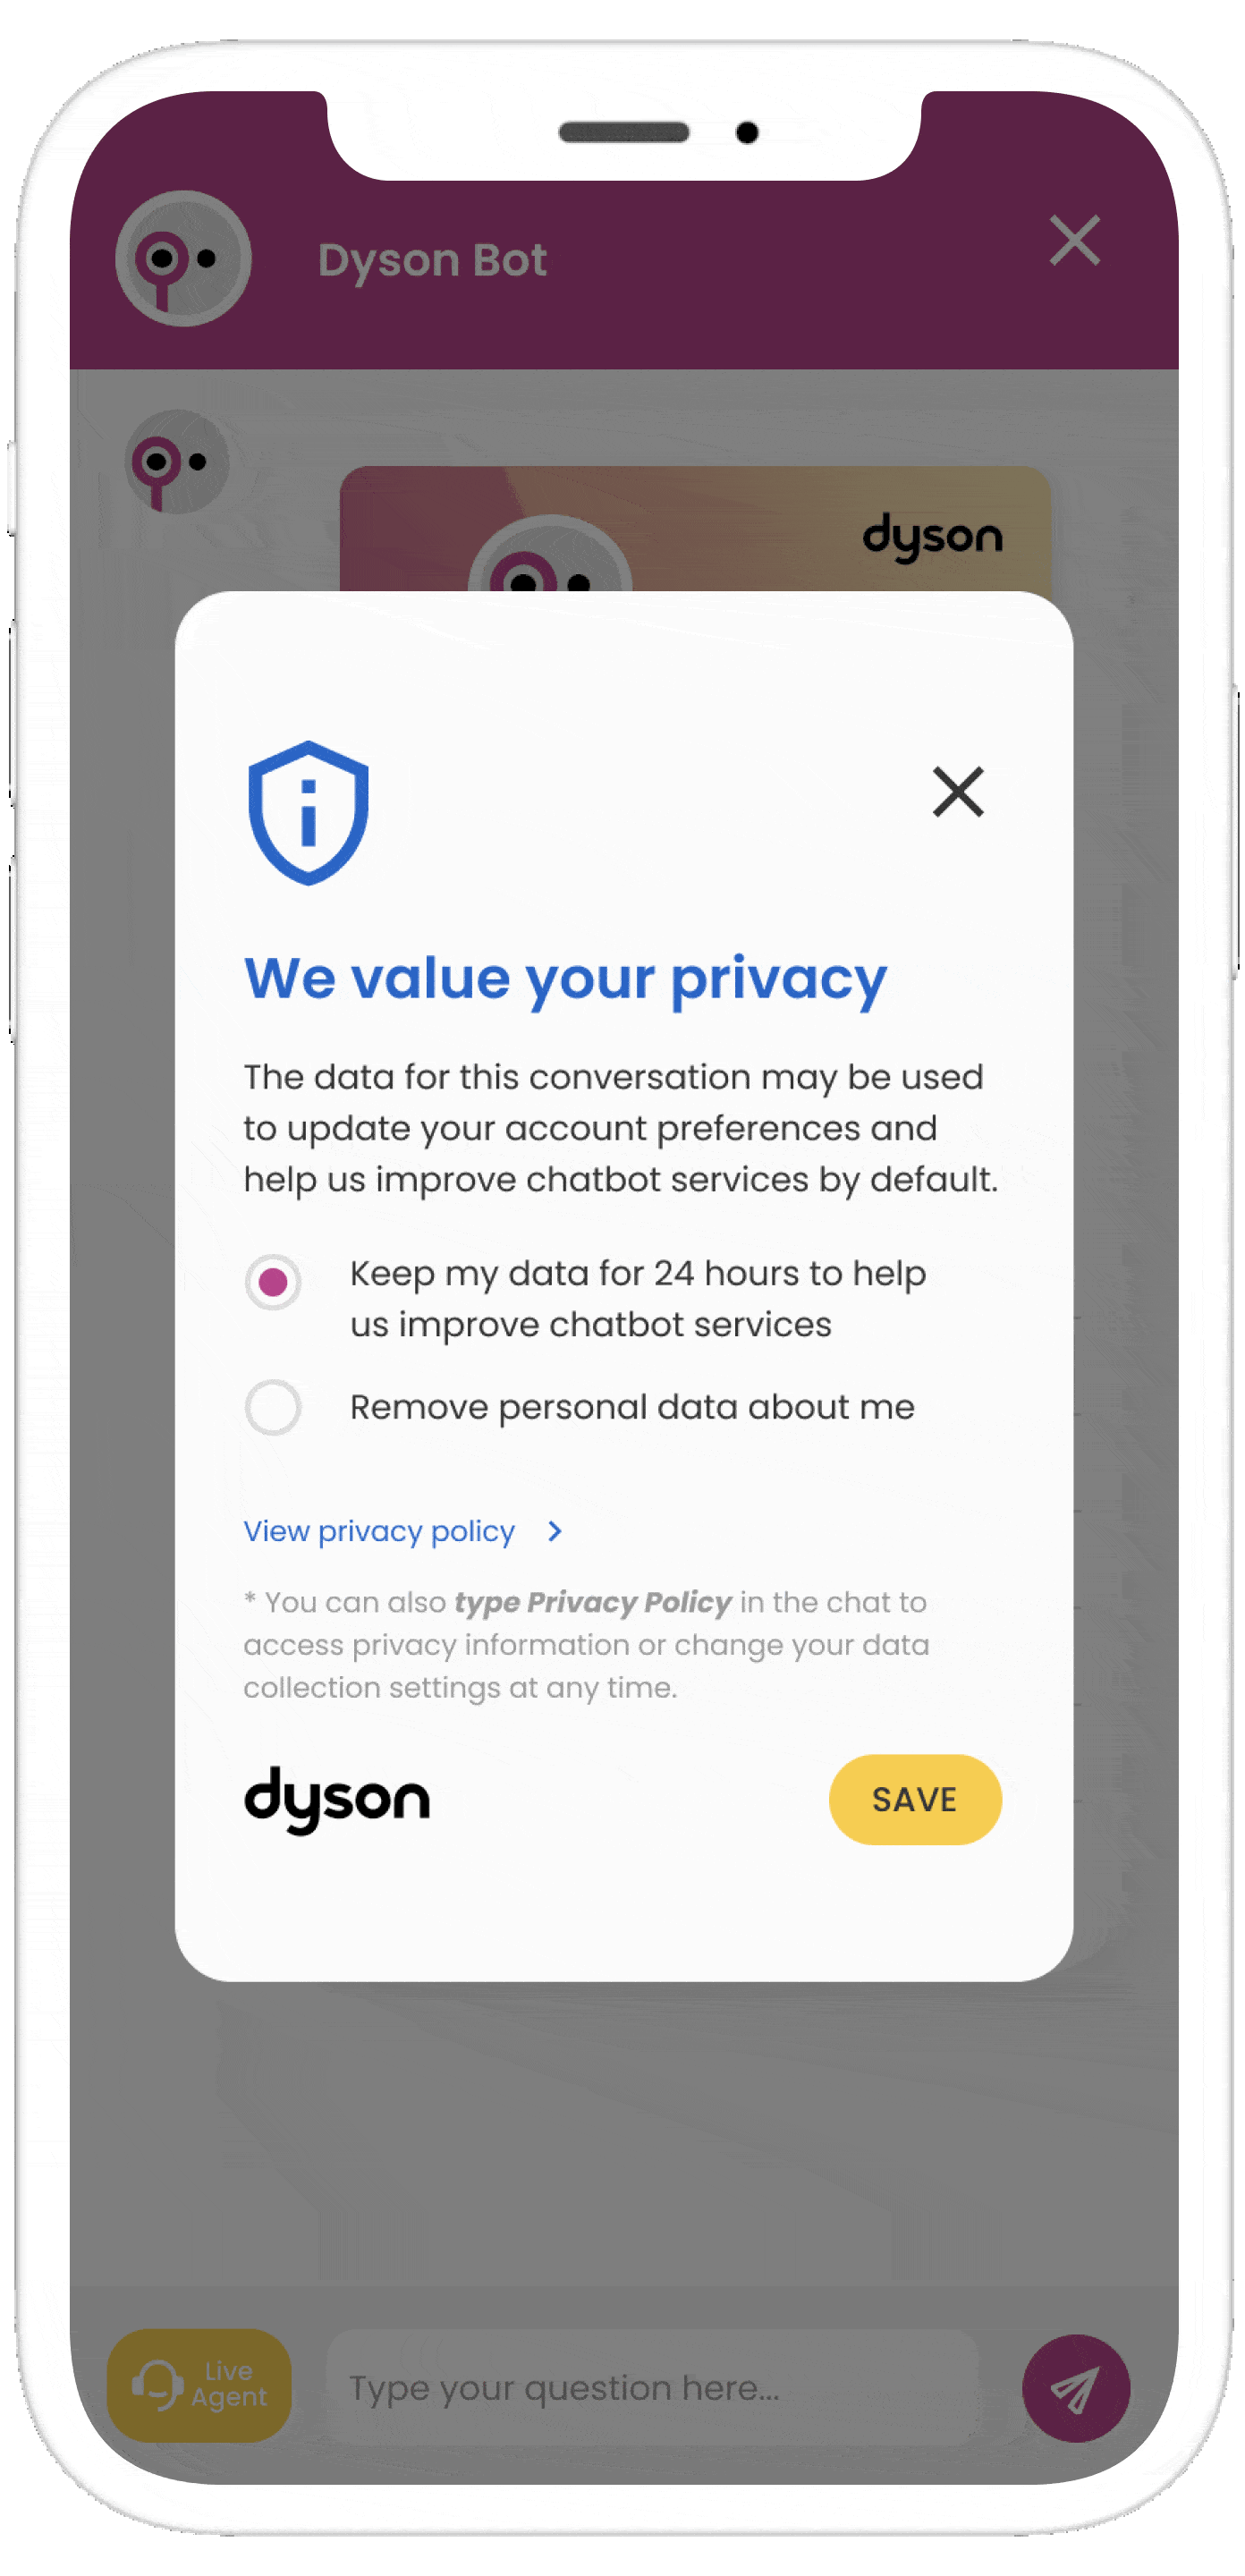 Dyson Bot
dyson
We value your privacy
The data for this conversation may be used
to update your account preferences and
help us improve chatbot services by default.
Keep my data for 24 hours to help
us improve chatbot services
Remove personal data about me
View privacy policy >
* You can also type Privacy Policy in the chat to
access privacy information or change your data
collection settings at any time.
dyson
SAVE
Live
Agent
Type your question here...